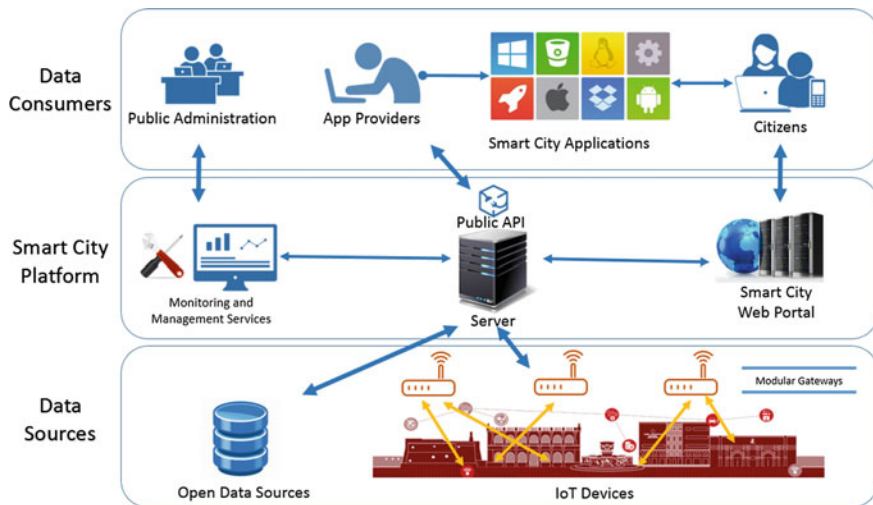 Data
Consumers
Public Administration
App Providers
Smart City Applications
Citizens
Smart City
Platform
Public API
Monitoring and
Management Services
Server
Smart City
Web Portal
Data
Sources
Modular Gateways
Open Data Sources
IoT Devices